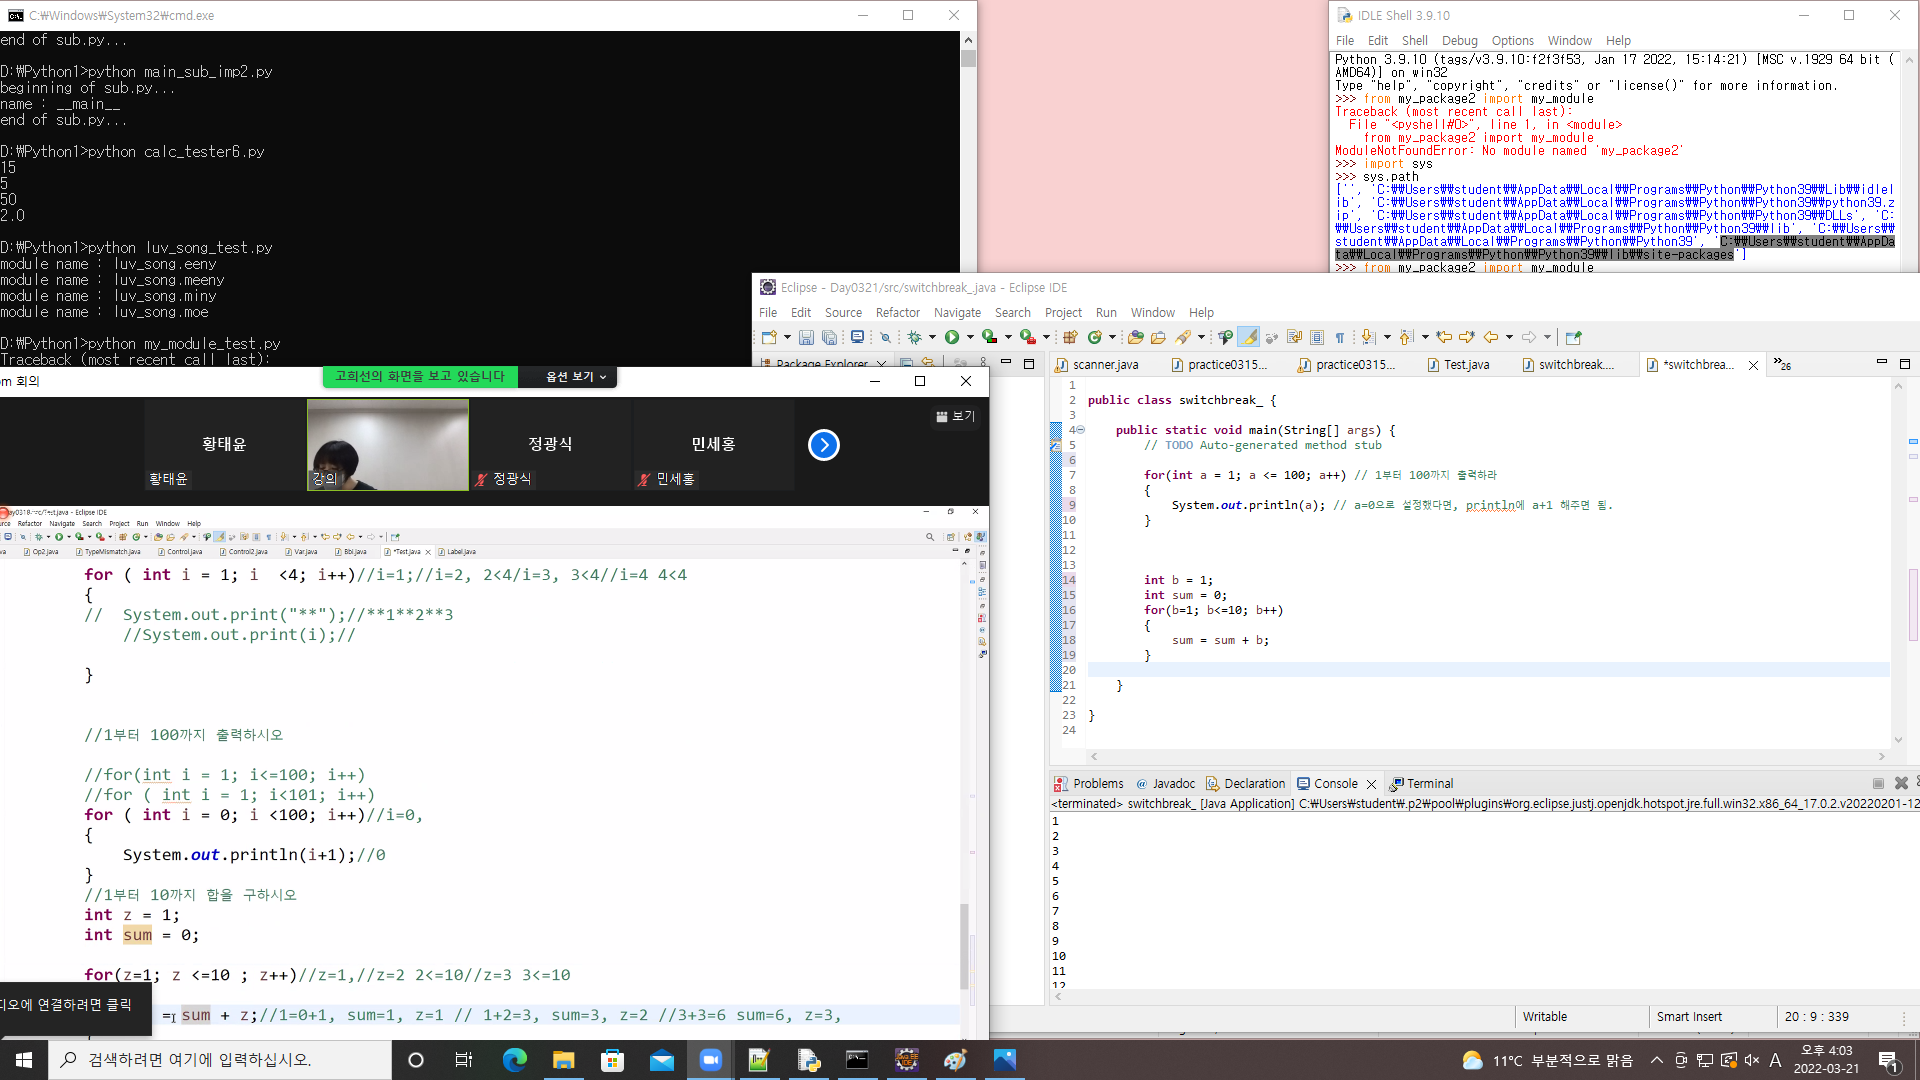 C:₩Windows₩System32₩cmd.exe
end of sub.py...
D:₩Python1>python main_sub_imp2.py
beginning of sub.py...
name : __main__
end of sub.py...
D:₩Python1>python calc_tester6.py
15
5
50
2.0
D:₩Python1>python luv_song_test.py
module name : luv_song.eeny
module name : luv_song.meeny
module name : luv_song.miny
module name : luv_song.moe
D:₩Python1>python my_module_test.py
Traceback (most recent call last):
IDLE Shell 3.9.10
File Edit Shell Debug Options Window Help
Python 3.9.10 (tags/v3.9.10:f2f3f53, Jan 17 2022, 15:14:21) [MSC v.1929 64 bit (
AMD64)] on win32
Type "help", "copyright", "credits" or "license()" for more information.
>>> from my_package2 import my_module
Traceback (most recent call last):
  File "<pyshell#0>", line 1, in <module>
    from my_package2 import my_module
ModuleNotFoundError: No module named 'my_package2'
>>> import sys
>>> sys.path
['', 'C:₩₩Users₩₩student₩₩AppData₩₩Local₩₩Programs₩₩Python₩₩Python39₩₩Lib₩₩idlel
ib', 'C:₩₩Users₩₩student₩₩AppData₩₩Local₩₩Programs₩₩Python₩₩Python39₩₩python39.z
ip', 'C:₩₩Users₩₩student₩₩AppData₩₩Local₩₩Programs₩₩Python₩₩Python39₩₩DLLs', 'C:
₩₩Users₩₩student₩₩AppData₩₩Local₩₩Programs₩₩Python₩₩Python39₩₩lib', 'C:₩₩Users₩₩
student₩₩AppData₩₩Local₩₩Programs₩₩Python₩₩Python39', 'C:₩₩Users₩₩student₩₩AppDa
ta₩₩Local₩₩Programs₩₩Python₩₩Python39₩₩lib₩₩site-packages']
>>> from my_package2 import my_module
Eclipse - Day0321/src/switchbreak_.java - Eclipse IDE
File Edit Source Refactor Navigate Search Project Run Window Help
Package Explorer
scanner.java practice0315... practice0315... Test.java switchbreak.... *switchbrea... 26
1
2 public class switchbreak_ {
3
4 public static void main(String[] args) {
5 // TODO Auto-generated method stub
6
7 for(int a = 1; a <= 100; a++) // 1부터 100까지 출력하라
8 {
9 System.out.println(a); // a=0으로 설정했다면, println에 a+1 해주면 됨.
10 }
11
12
13
14 int b = 1;
15 int sum = 0;
16 for(b=1; b<=10; b++)
17 {
18 sum = sum + b;
19 }
20
21 }
22
23 }
24
Problems Javadoc Declaration Console Terminal
<terminated> switchbreak_ [Java Application] C:₩Users₩student₩.p2₩pool₩plugins₩org.eclipse.justj.openjdk.hotspot.jre.full.win32.x86_64_17.0.2.v20220201-12
1
2
3
4
5
6
7
8
9
10
11
12
Writable Smart Insert 20 : 9 : 339
om 회의
고희선의 화면을 보고 있습니다 옵션 보기
보기
황태윤 정광식 민세홍
황태윤 강의 정광식 민세홍
ay0318/src/Test.java - Eclipse IDE
urce Refactor Navigate Search Project Run Window Help
va Op2.java TypeMismatch.java Control.java Control2.java Var.java Bbi.java *Test.java Label.java
for ( int i = 1; i <4; i++)//i=1;//i=2, 2<4/i=3, 3<4//i=4 4<4
{
// System.out.print("**");//**1**2**3
//System.out.print(i);//
}
//1부터 100까지 출력하시오
//for(int i = 1; i<=100; i++)
//for ( int i = 1; i<101; i++)
for ( int i = 0; i <100; i++)//i=0,
{
System.out.println(i+1);//0
}
//1부터 10까지 합을 구하시오
int z = 1;
int sum = 0;
for(z=1; z <=10 ; z++)//z=1,//z=2 2<=10//z=3 3<=10
= sum + z;//1=0+1, sum=1, z=1 // 1+2=3, sum=3, z=2 //3+3=6 sum=6, z=3,
디오에 연결하려면 클릭
검색하려면 여기에 입력하십시오.
11°C 부분적으로 맑음
A
오후 4:03
2022-03-21
1